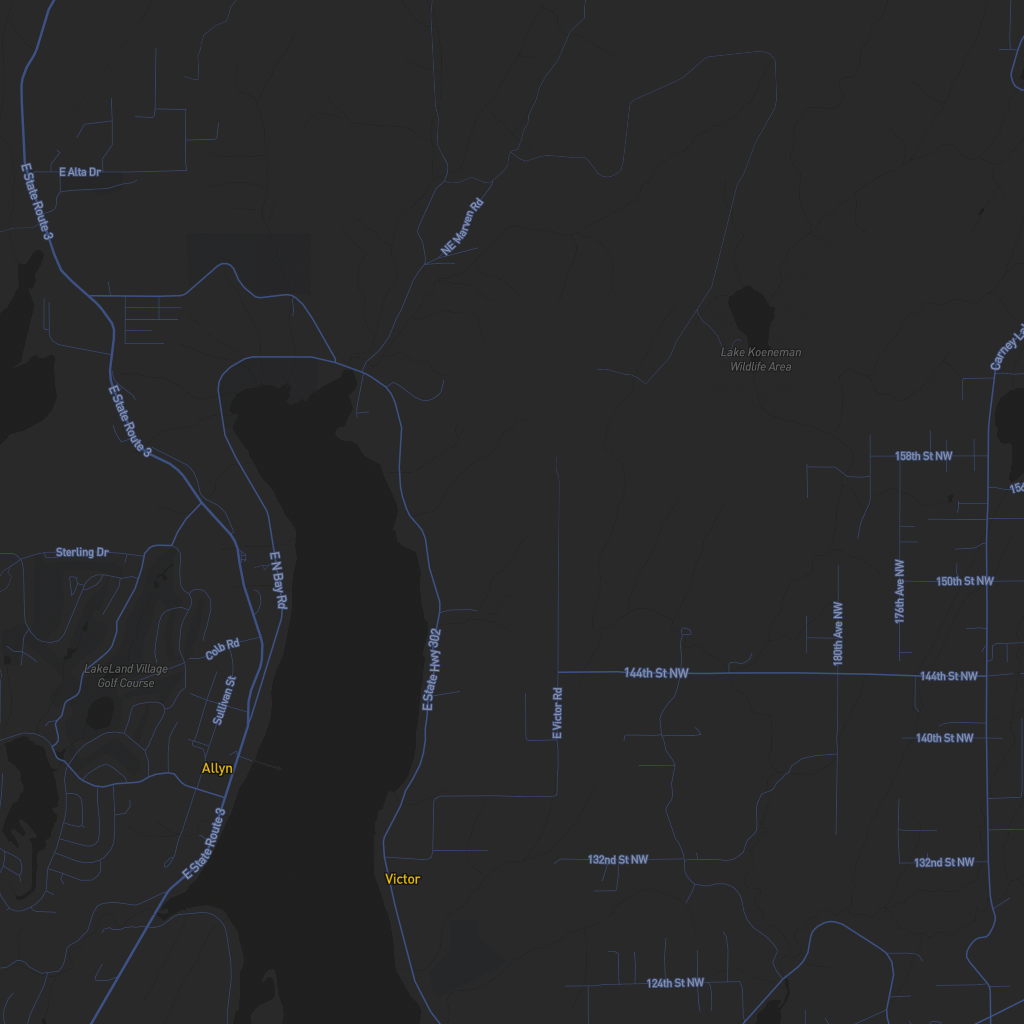 E State Route 3
E Alta Dr
NE Marven Rd
Lake Koeneman
Wildlife Area
E State Route 3
158th St NW
Sterling Dr
E N Bay Rd
176th Ave NW
150th St NW
180th Ave NW
Colb Rd
E State Hwy 302
LakeLand Village
Golf Course
Sullivan St
144th St NW
144th St NW
E Victor Rd
140th St NW
Allyn
E State Route 3
132nd St NW
132nd St NW
Victor
124th St NW